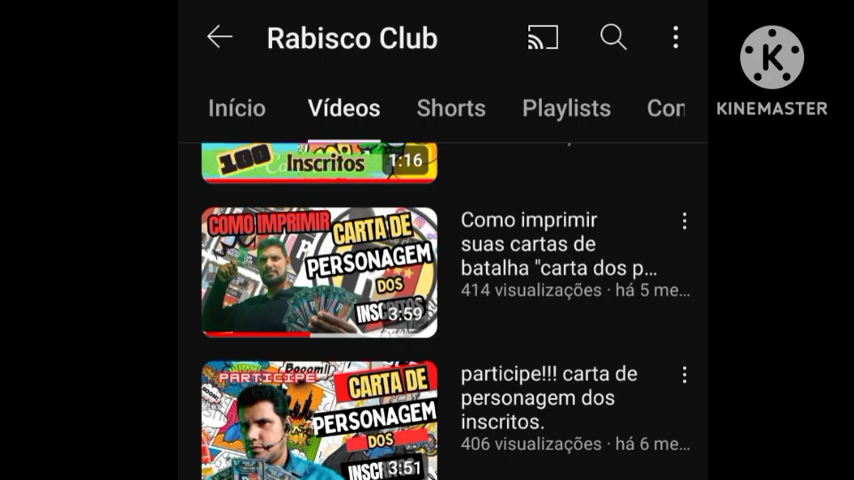 Rabisco Club
KINEMASTER
Início Vídeos Shorts Playlists Con
100 Inscritos 1:16
COMO IMPRIMIR
CARTA DE
PERSONAGEM
DOS
3:59
Como imprimir
suas cartas de
batalha "carta dos p...
414 visualizações · há 5 me...
PARTICIPE
Booom!!
CARTA DE
PERSONAGEM
DOS
3:51
participe!!! carta de
personagem dos
inscritos.
406 visualizações · há 6 me...